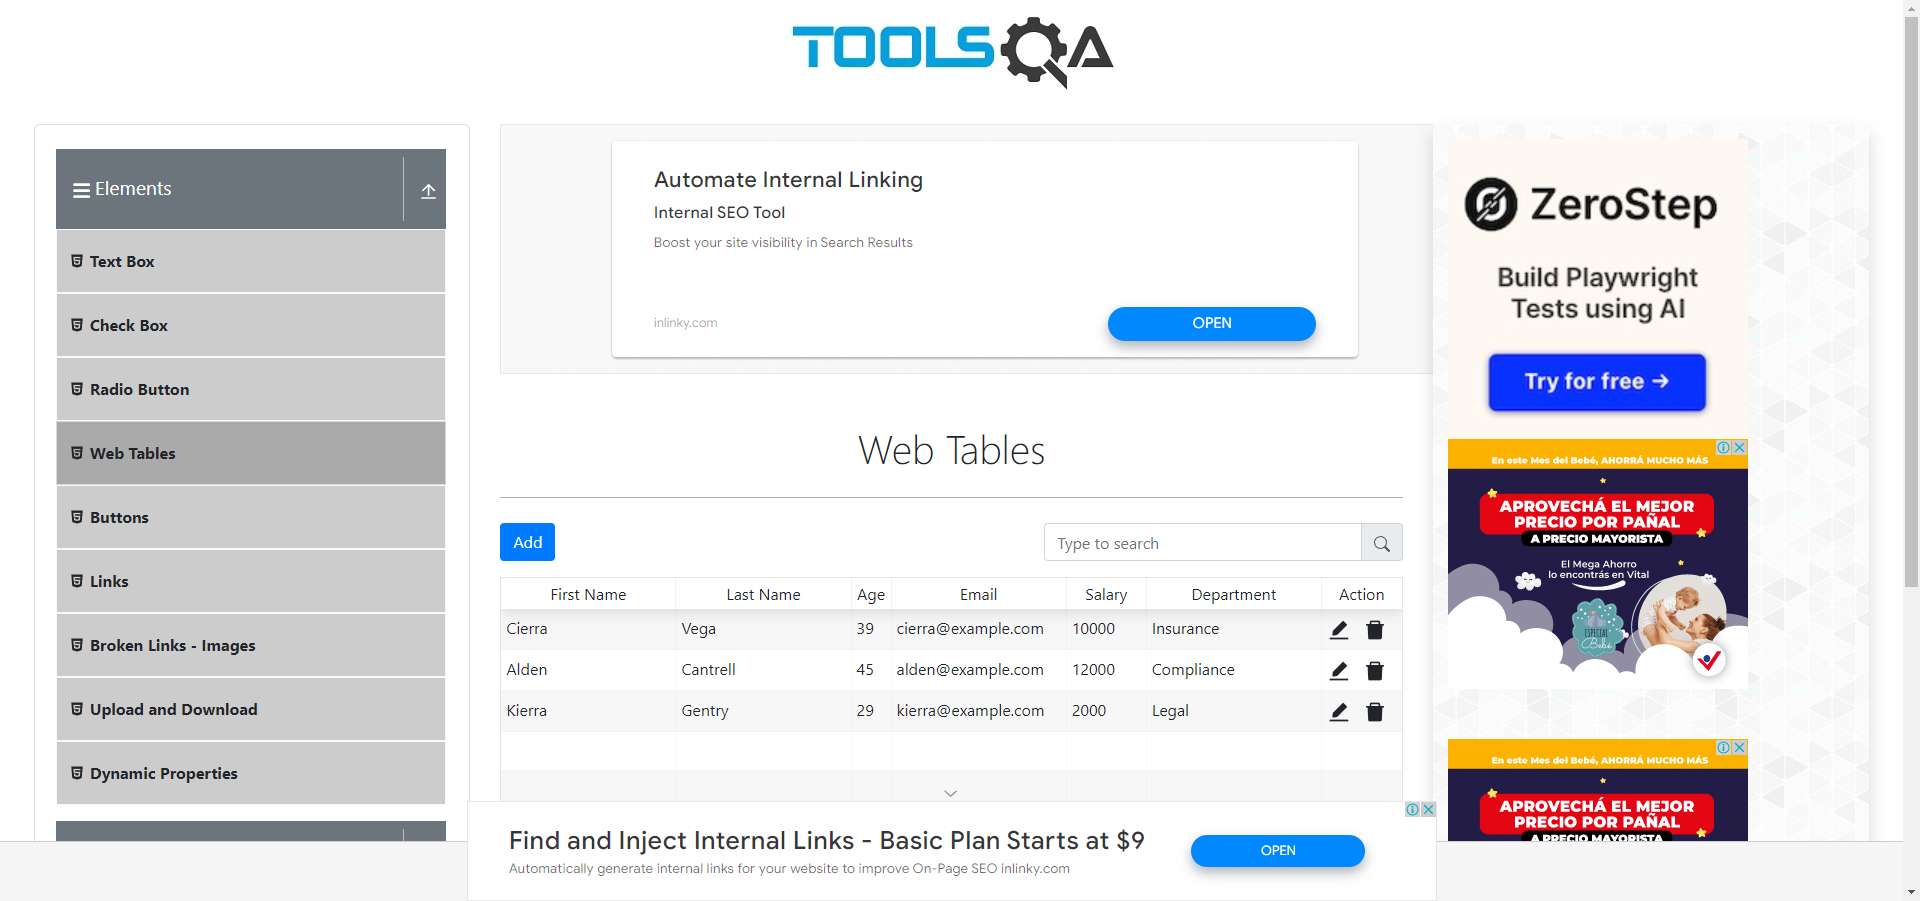 TOOLSQA
Elements
Text Box
Check Box
Radio Button
Web Tables
Buttons
Links
Broken Links - Images
Upload and Download
Dynamic Properties
Automate Internal Linking
Internal SEO Tool
Boost your site visibility in Search Results
inlinky.com
OPEN
Web Tables
Add
Type to search
First Name Last Name Age Email Salary Department Action
Cierra Vega 39 cierra@example.com 10000 Insurance
Alden Cantrell 45 alden@example.com 12000 Compliance
Kierra Gentry 29 kierra@example.com 2000 Legal
Find and Inject Internal Links - Basic Plan Starts at $9
Automatically generate internal links for your website to improve On-Page SEO inlinky.com
OPEN
ZeroStep
Build Playwright
Tests using AI
Try for free →
En este Mes del Bebé, AHORRÁ MUCHO MÁS
APROVECHÁ EL MEJOR
PRECIO POR PAÑAL
A PRECIO MAYORISTA
El Mega Ahorro
lo encontrás en Vital
ESPECIAL
Bebé
En este Mes del Bebé, AHORRÁ MUCHO MÁS
APROVECHÁ EL MEJOR
PRECIO POR PAÑAL
A PRECIO MAYORISTA